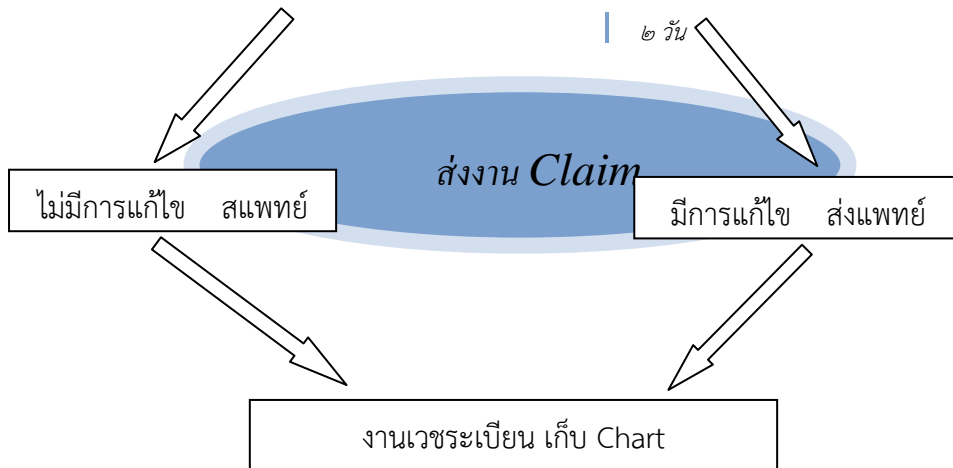 ๒ วัน
ส่งงาน Claim
ไม่มีการแก้ไข สแพทย์
มีการแก้ไข ส่งแพทย์
งานเวชระเบียน เก็บ Chart